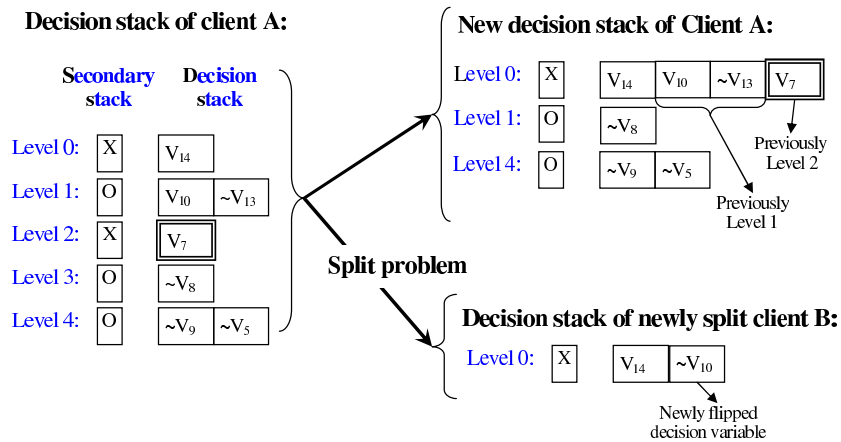 Decision stack of client A:
Secondary stack
Decision stack
Level 0: X V14
Level 1: O V10 ~V13
Level 2: X V7
Level 3: O ~V8
Level 4: O ~V9 ~V5
Split problem
New decision stack of Client A:
Level 0: X V14 V10 ~V13 V7
Level 1: O ~V8
Level 4: O ~V9 ~V5
Previously
Level 2
Previously
Level 1
Decision stack of newly split client B:
Level 0: X V14 ~V10
Newly flipped
decision variable